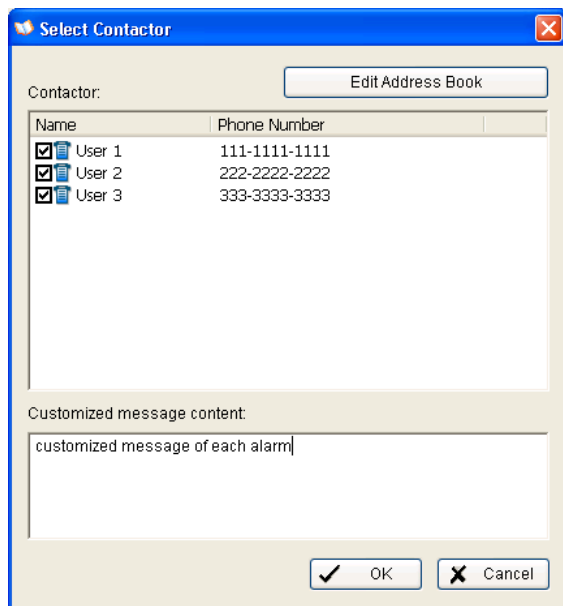 Select Contactor
Edit Address Book
Contactor:
Name Phone Number
User 1 111-1111-1111
User 2 222-2222-2222
User 3 333-3333-3333
Customized message content:
customized message of each alarm
OK Cancel